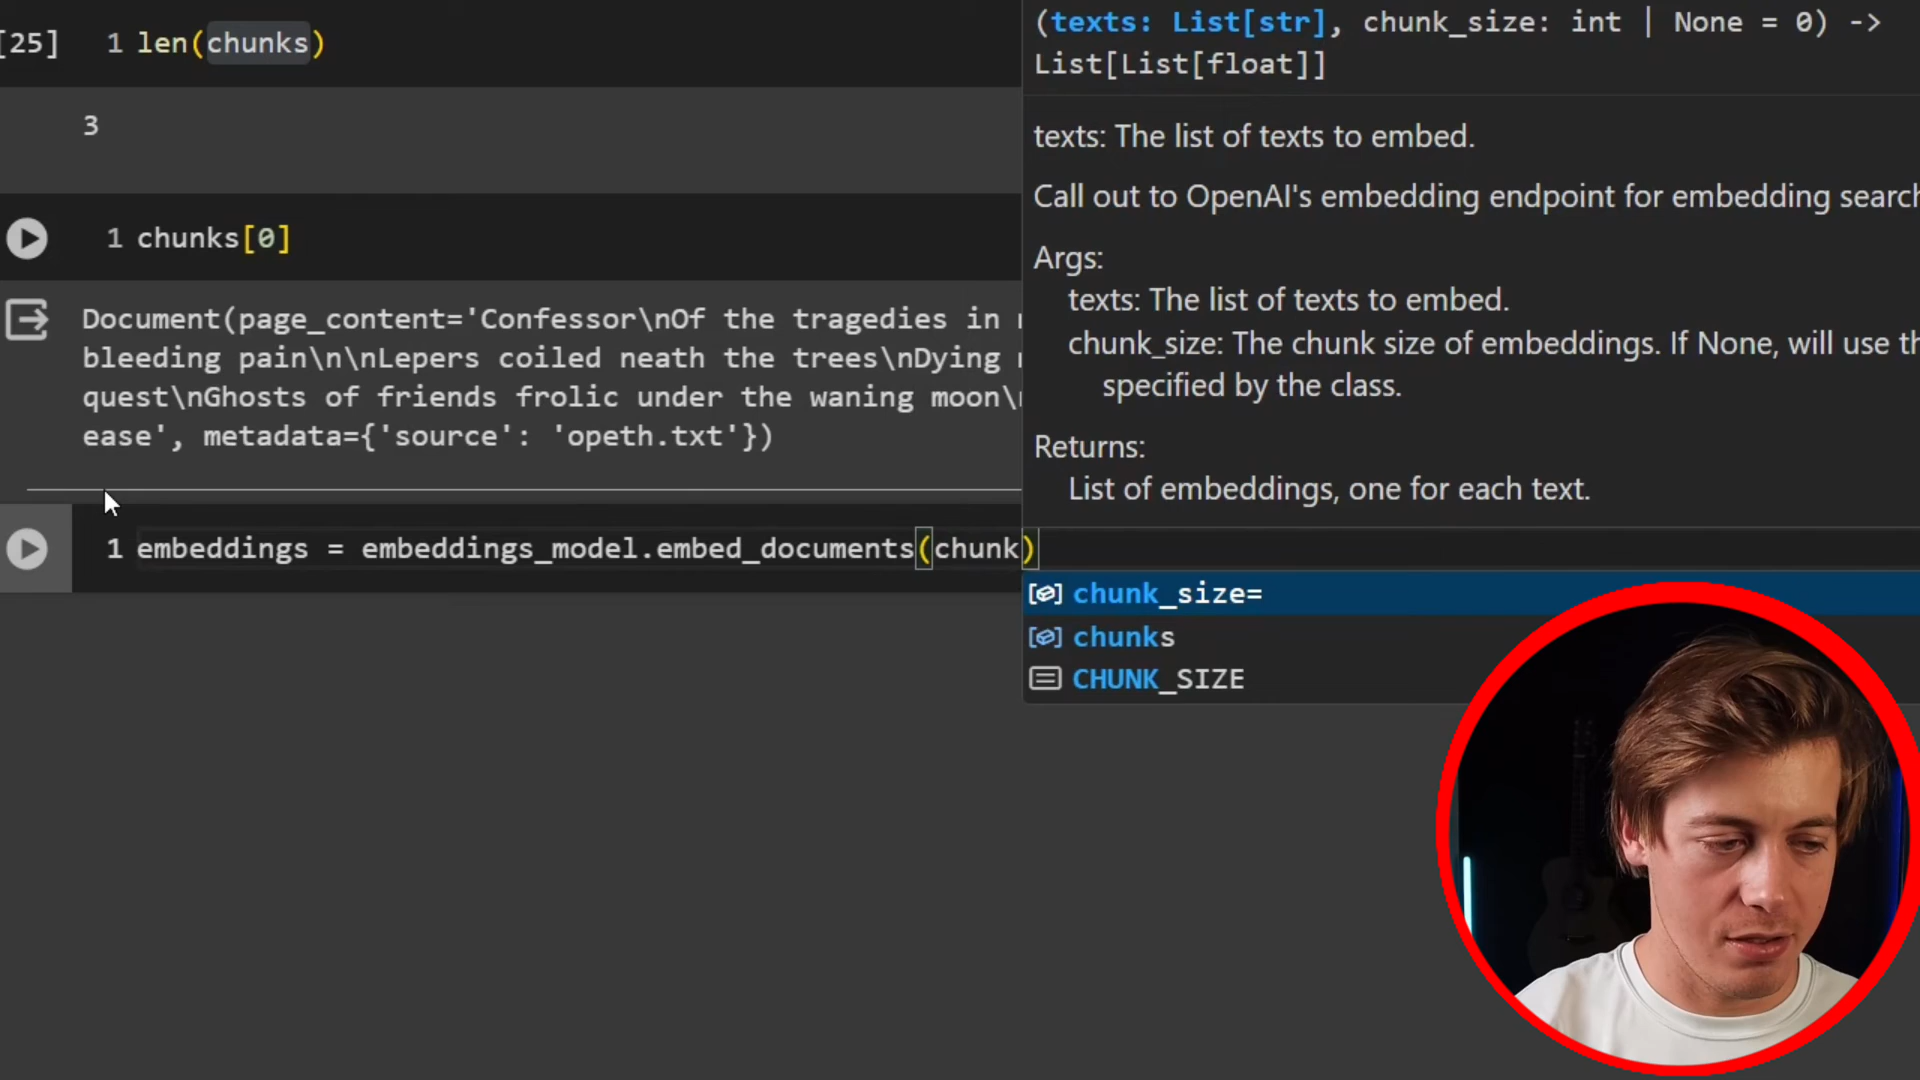 [25] 1 len(chunks)
3
1 chunks[0]
Document(page_content='Confessor\nOf the tragedies in
bleeding pain\n\nLepers coiled neath the trees\nDying
quest\nGhosts of friends frolic under the waning moon\
ease', metadata={'source': 'opeth.txt'})
1 embeddings = embeddings_model.embed_documents(chunk)
(texts: List[str], chunk_size: int | None = 0) ->
List[List[float]]
texts: The list of texts to embed.
Call out to OpenAI's embedding endpoint for embedding search
Args:
texts: The list of texts to embed.
chunk_size: The chunk size of embeddings. If None, will use th
specified by the class.
Returns:
List of embeddings, one for each text.
chunk_size=
chunks
CHUNK_SIZE